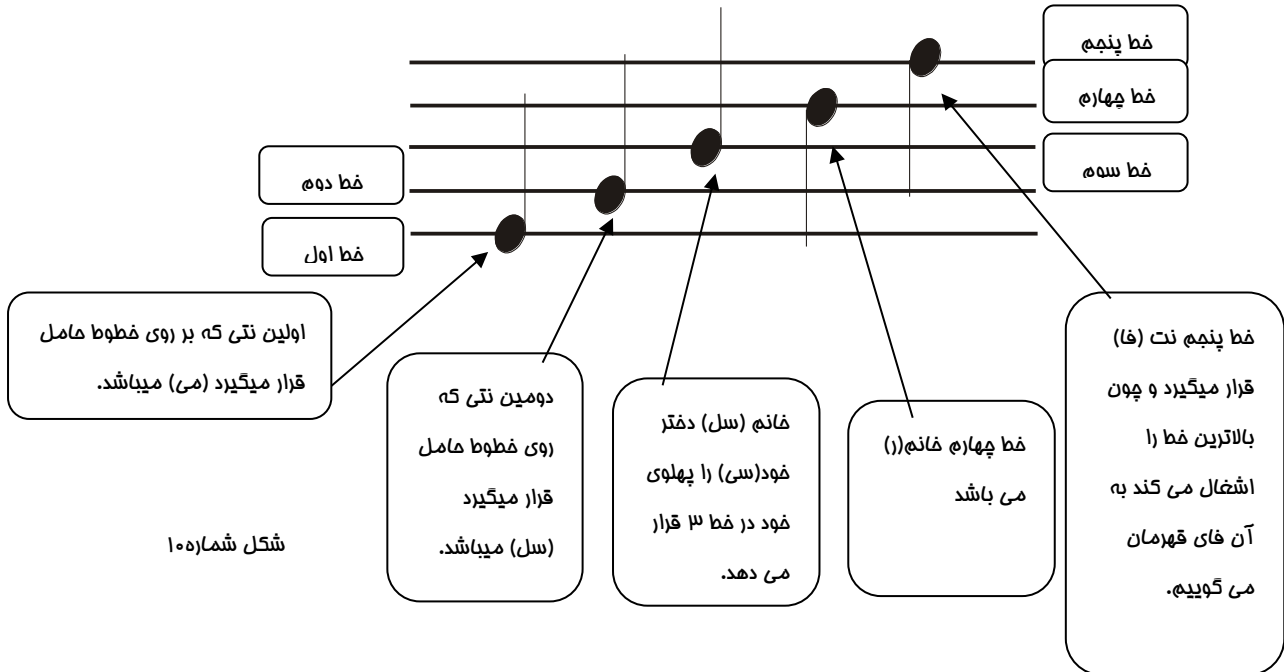 خط پنجم
خط چهارم
خط سوم
خط دوم
خط اول
اولین نتی که بر روی خطوط حامل
قرار میگیرد (می) میباشد.
دومین نتی که
روی خطوط حامل
قرار میگیرد
(سل) میباشد.
خانم (سل) دختر
خود(سی) را پهلوی
خود در خط ۳ قرار
می دهد.
خط چهارم خانم(ر)
می باشد
خط پنجم نت (فا)
قرار میگیرد و چون
بالاترین خط را
اشغال می کند به
آن فای قهرمان
می گوییم.
شکل شماره۱۰